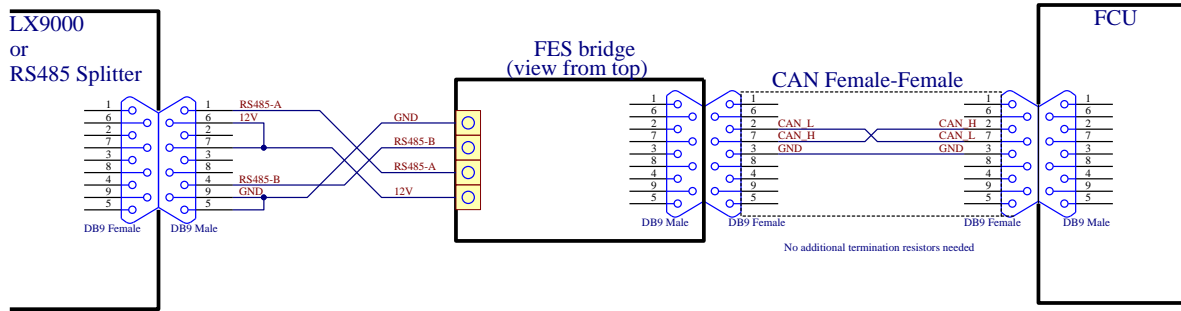 LX9000
or
RS485 Splitter
FES bridge
(view from top)
CAN Female-Female
FCU
1
6
2
7
3
8
4
9
5
DB9 Female
1
6
2
7
3
8
4
9
5
DB9 Male
RS485-A
12V
RS485-B
GND
GND
RS485-B
RS485-A
12V
1
6
2
7
3
8
4
9
5
DB9 Male
1
6
2
7
3
8
4
9
5
DB9 Female
CAN_L
CAN_H
GND
CAN_H
CAN_L
GND
No additional termination resistors needed
1
6
2
7
3
8
4
9
5
DB9 Female
1
6
2
7
3
8
4
9
5
DB9 Male